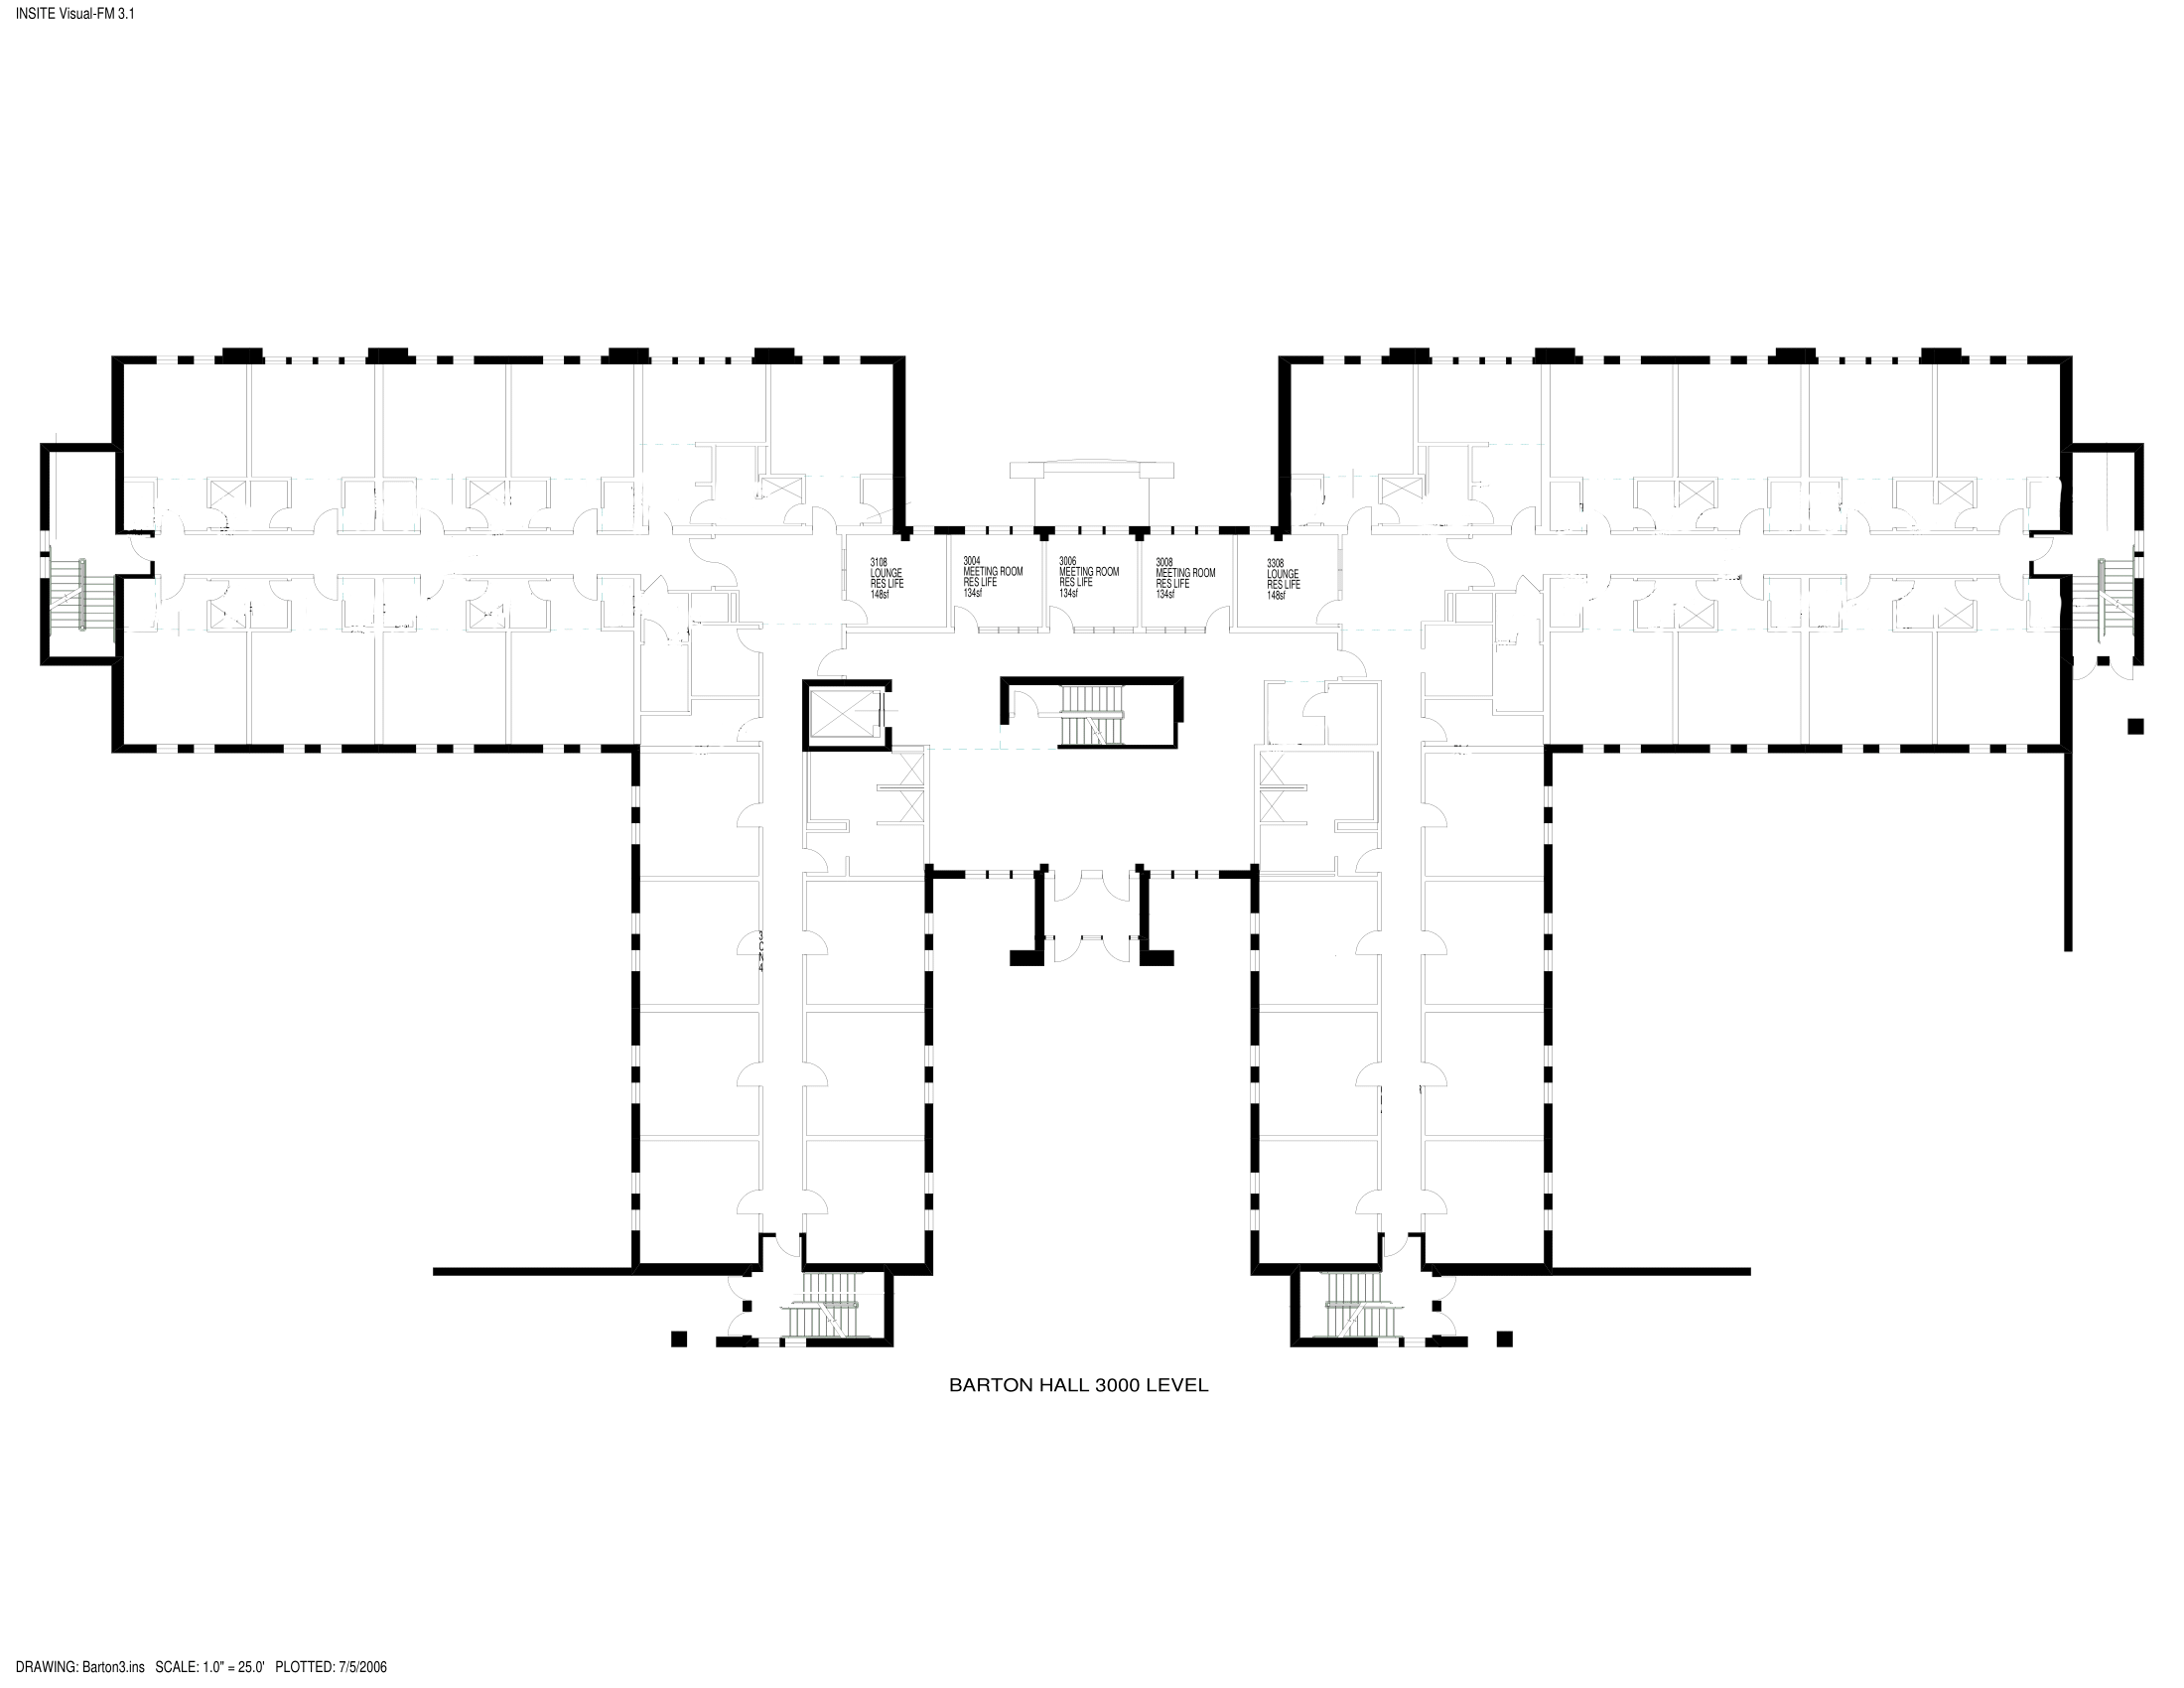 INSITE Visual-FM 3.1
3108
LOUNGE
RES LIFE
148sf
3004
MEETING ROOM
RES LIFE
134sf
3006
MEETING ROOM
RES LIFE
134sf
3008
MEETING ROOM
RES LIFE
134sf
3308
LOUNGE
RES LIFE
148sf
BARTON HALL 3000 LEVEL
DRAWING: Barton3.ins SCALE: 1.0" = 25.0' PLOTTED: 7/5/2006